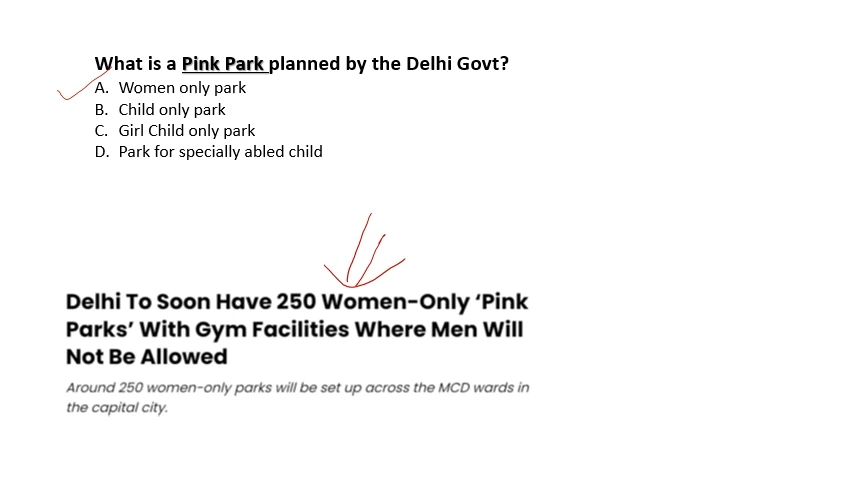 What is a Pink Park planned by the Delhi Govt?
A. Women only park
B. Child only park
C. Girl Child only park
D. Park for specially abled child
Delhi To Soon Have 250 Women-Only ‘Pink
Parks’ With Gym Facilities Where Men Will
Not Be Allowed
Around 250 women-only parks will be set up across the MCD wards in
the capital city.